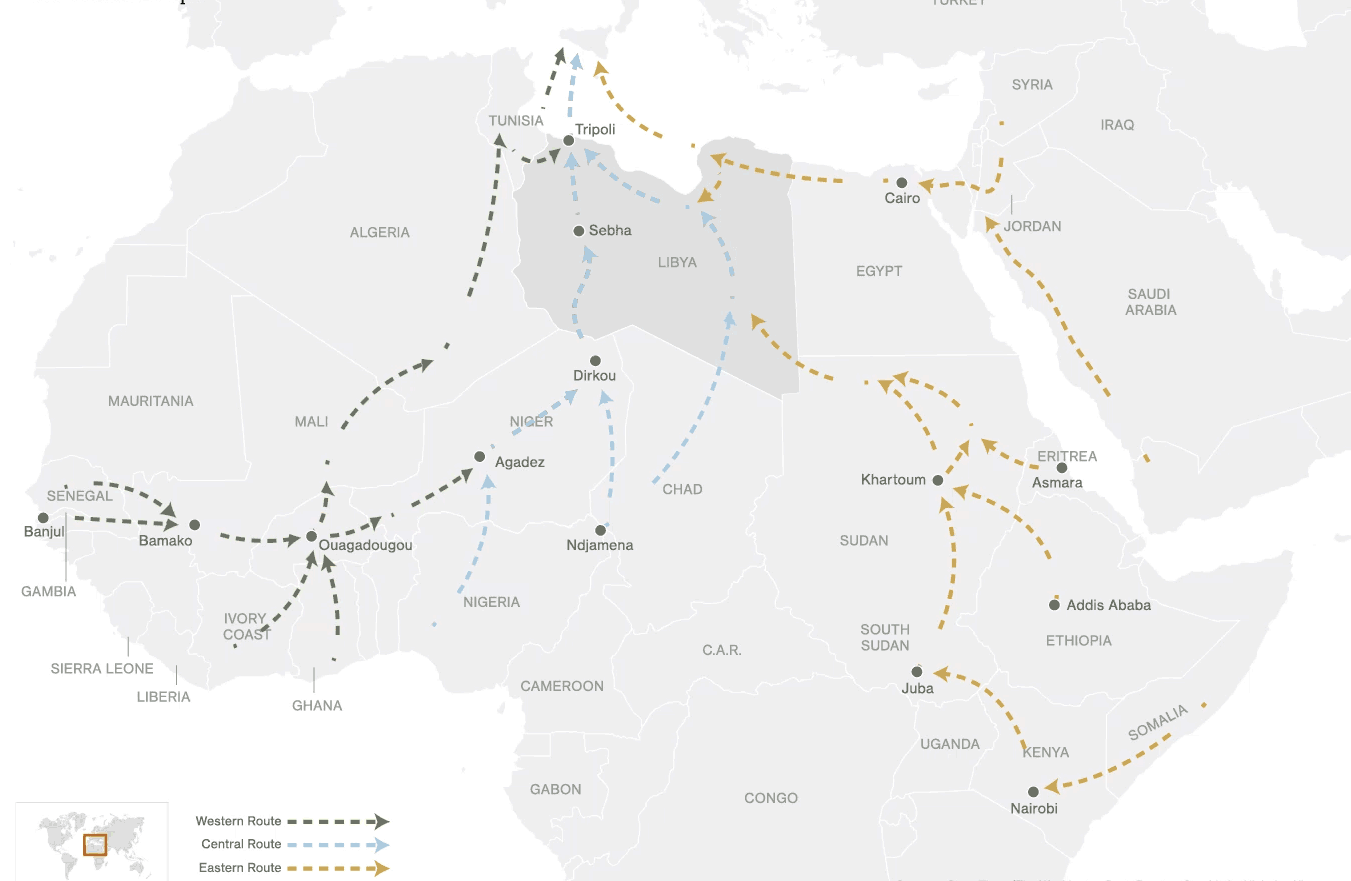 TUNISIA
Tripoli
SYRIA
IRAQ
Cairo
JORDAN
ALGERIA
Sebha
LIBYA
EGYPT
SAUDI
ARABIA
Dirkou
MAURITANIA
MALI
NIGER
Agadez
CHAD
Khartoum
ERITREA
Asmara
SENEGAL
Banjul
Bamako
Ouagadougou
Ndjamena
SUDAN
GAMBIA
NIGERIA
IVORY
COAST
Addis Ababa
SOUTH
SUDAN
ETHIOPIA
C.A.R.
SIERRA LEONE
LIBERIA
GHANA
CAMEROON
Juba
SOMALIA
UGANDA
KENYA
GABON
CONGO
Nairobi
Western Route
Central Route
Eastern Route